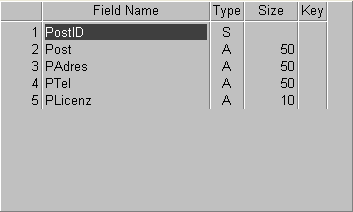 Field Name Type Size Key
1 PostID S
2 Post A 50
3 PAdres A 50
4 PTel A 50
5 PLicenz A 10